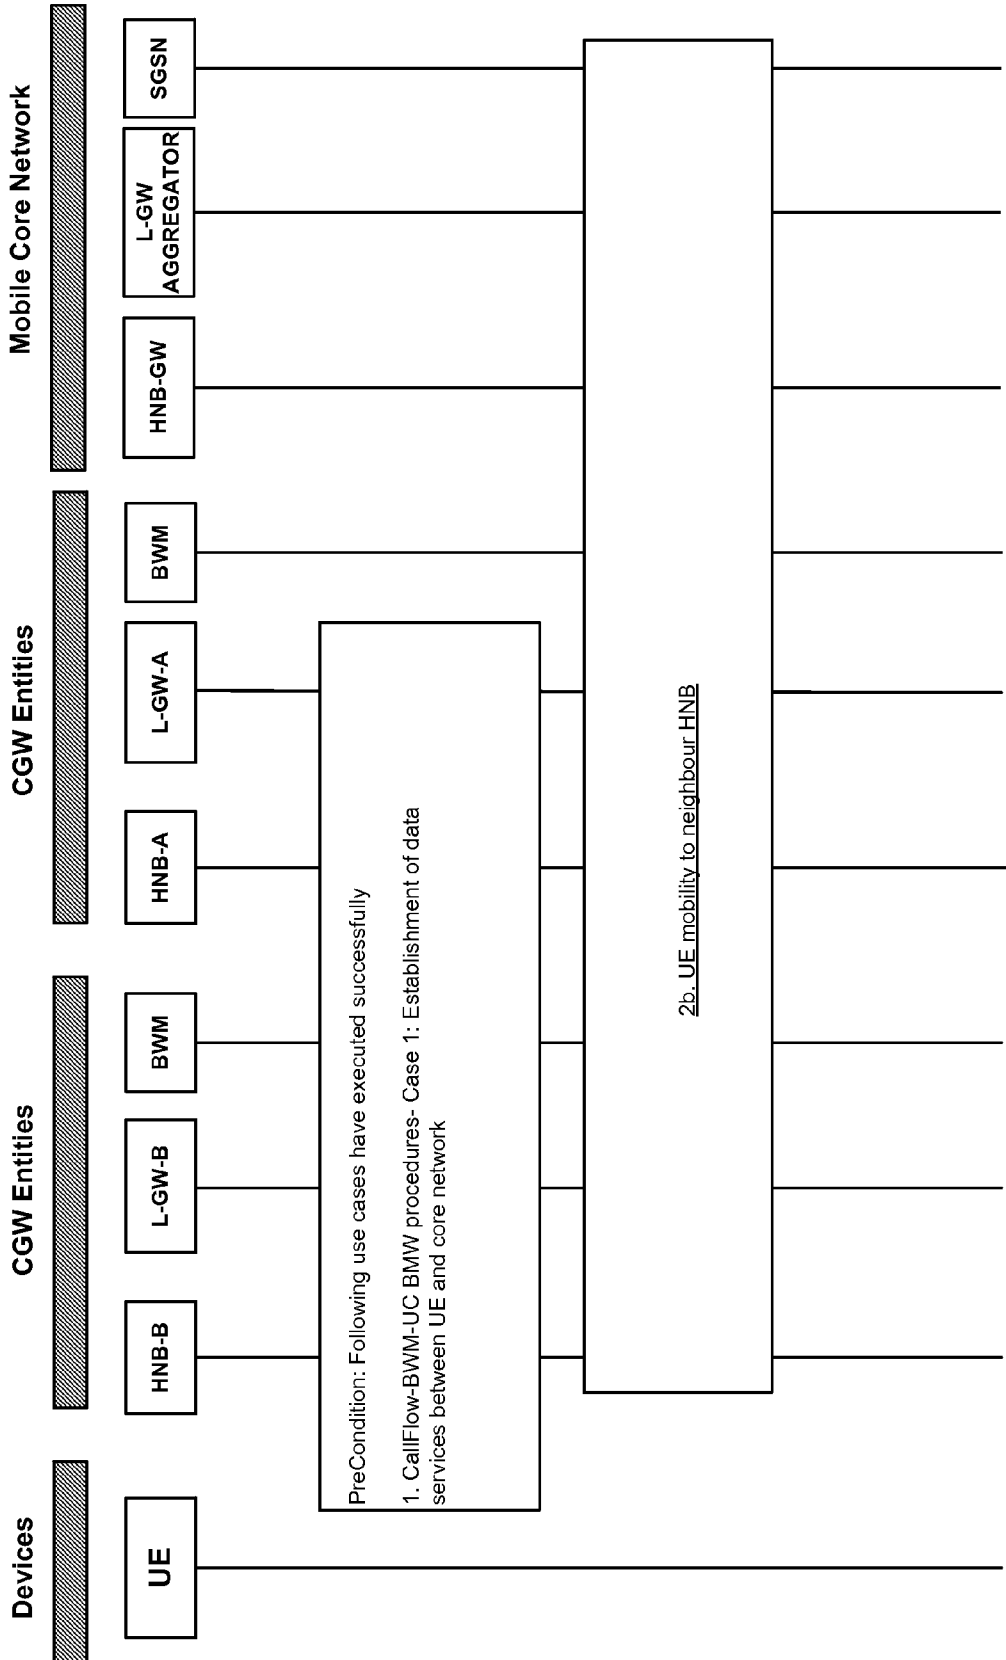 Devices
CGW Entities
CGW Entities
Mobile Core Network
UE
HNB-B
L-GW-B
BWM
HNB-A
L-GW-A
BWM
HNB-GW
L-GW
AGGREGATOR
SGSN
PreCondition: Following use cases have executed successfully
1. CallFlow-BWM-UC BMW procedures- Case 1: Establishment of data
services between UE and core network
2b. UE mobility to neighbour HNB